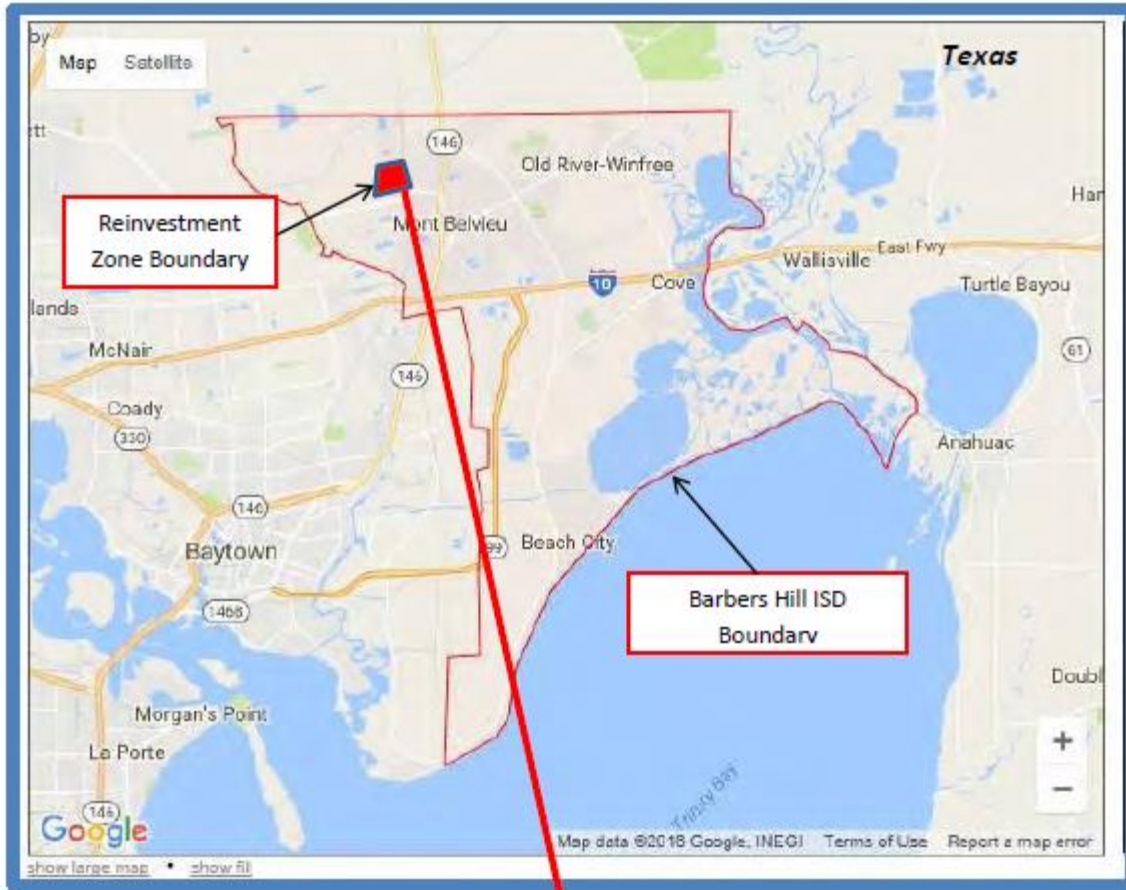 by
Map Satellite
Texas
tt
146
Old River-Winfree
Har
Reinvestment
Zone Boundary
Mont Belvieu
East Fwy
Wallisville
10
Cove
Turtle Bayou
lands
McNair
61
146
Coady
330
Anahuac
146
Baytown
99
Beach City
146B
Barbers Hill ISD
Boundary
Doubl
Morgan's Point
La Porte
+
−
Trinity Bay
146
Google
Map data ©2018 Google, INEGI Terms of Use Report a map error
show large map • show fill